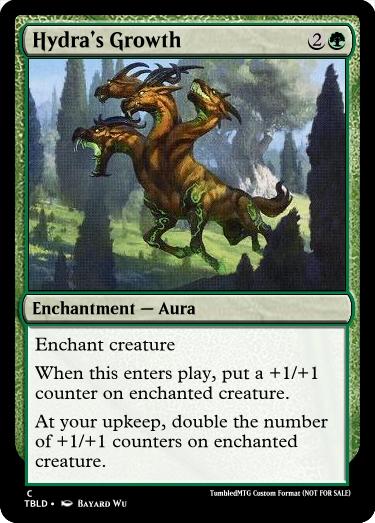 Hydra's Growth 2
Enchantment — Aura
Enchant creature
When this enters play, put a +1/+1
counter on enchanted creature.
At your upkeep, double the number
of +1/+1 counters on enchanted
creature.
C
TBLD • Bayard Wu
TumbledMTG Custom Format (NOT FOR SALE)